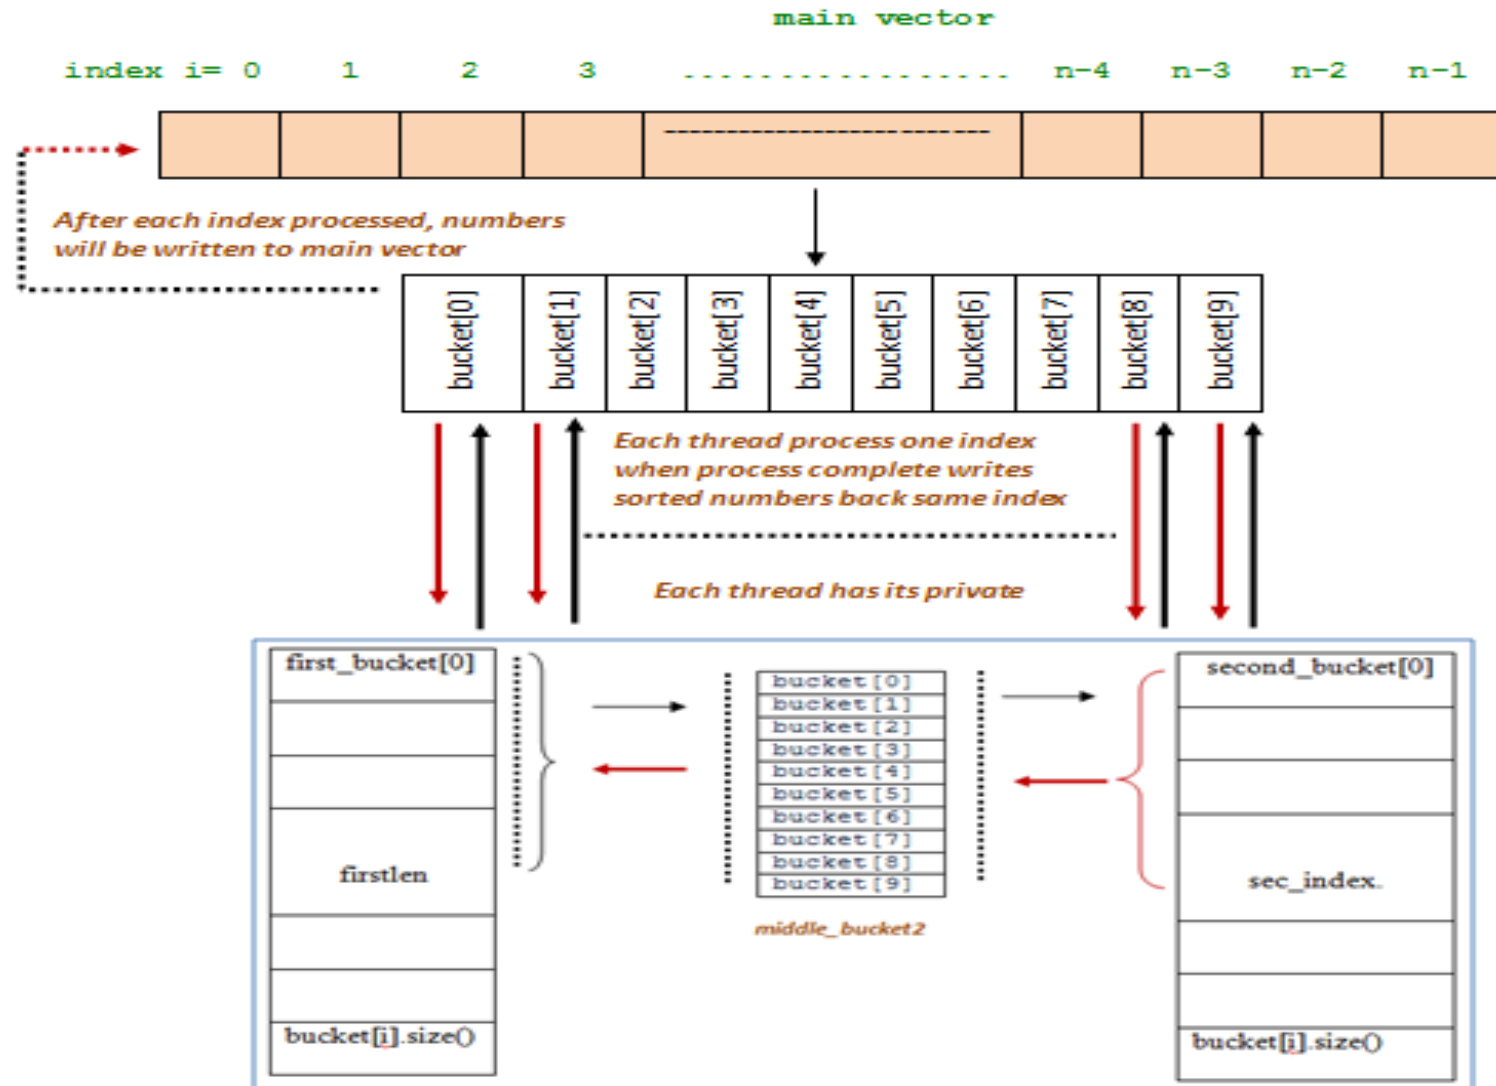 main vector
index i= 0 1 2 3 ................. n-4 n-3 n-2 n-1
After each index processed, numbers
will be written to main vector
bucket[0] bucket[1] bucket[2] bucket[3] bucket[4] bucket[5] bucket[6] bucket[7] bucket[8] bucket[9]
Each thread process one index
when process complete writes
sorted numbers back same index
Each thread has its private
first_bucket[0]
firstlen
bucket[i].size()
bucket[0]
bucket[1]
bucket[2]
bucket[3]
bucket[4]
bucket[5]
bucket[6]
bucket[7]
bucket[8]
bucket[9]
middle_bucket2
second_bucket[0]
sec_index.
bucket[i].size()